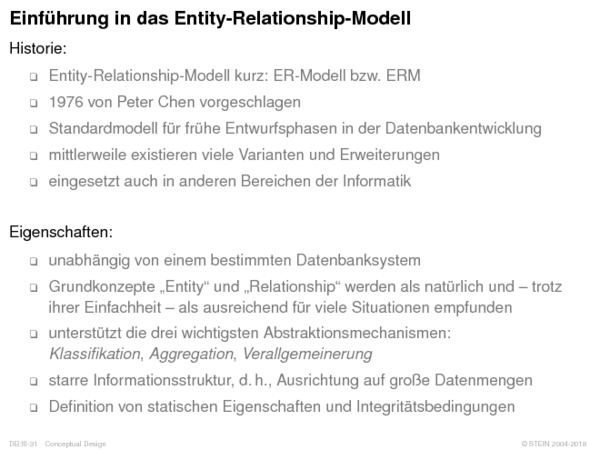 Einführung in das Entity-Relationship-Modell
Historie:
❑ Entity-Relationship-Modell kurz: ER-Modell bzw. ERM
❑ 1976 von Peter Chen vorgeschlagen
❑ Standardmodell für frühe Entwurfsphasen in der Datenbankentwicklung
❑ mittlerweile existieren viele Varianten und Erweiterungen
❑ eingesetzt auch in anderen Bereichen der Informatik
Eigenschaften:
❑ unabhängig von einem bestimmten Datenbanksystem
❑ Grundkonzepte „Entity“ und „Relationship“ werden als natürlich und – trotz
ihrer Einfachheit – als ausreichend für viele Situationen empfunden
❑ unterstützt die drei wichtigsten Abstraktionsmechanismen:
Klassifikation, Aggregation, Verallgemeinerung
❑ starre Informationsstruktur, d. h., Ausrichtung auf große Datenmengen
❑ Definition von statischen Eigenschaften und Integritätsbedingungen
DB:III-31 Conceptual Design © STEIN 2004-2018